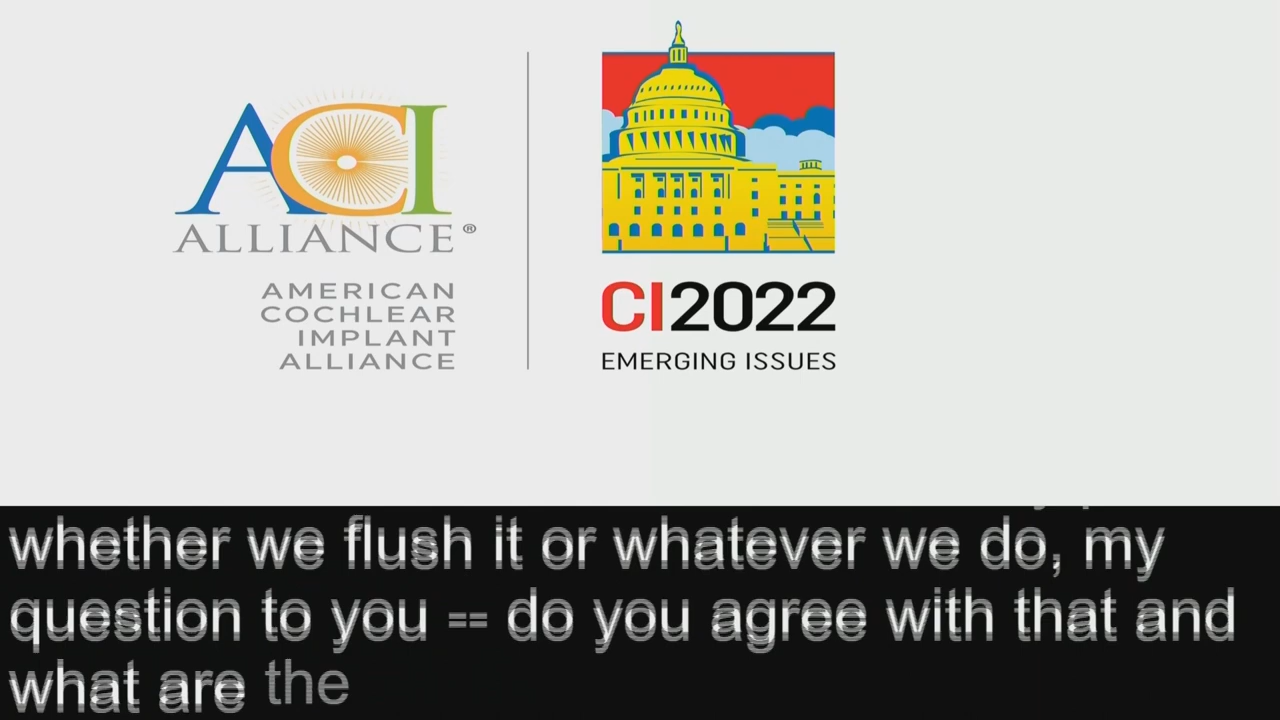 ACI
ALLIANCE®
AMERICAN
COCHLEAR
IMPLANT
ALLIANCE
CI2022
EMERGING ISSUES
whether we flush it or whatever we do, my
question to you -- do you agree with that and
what are the